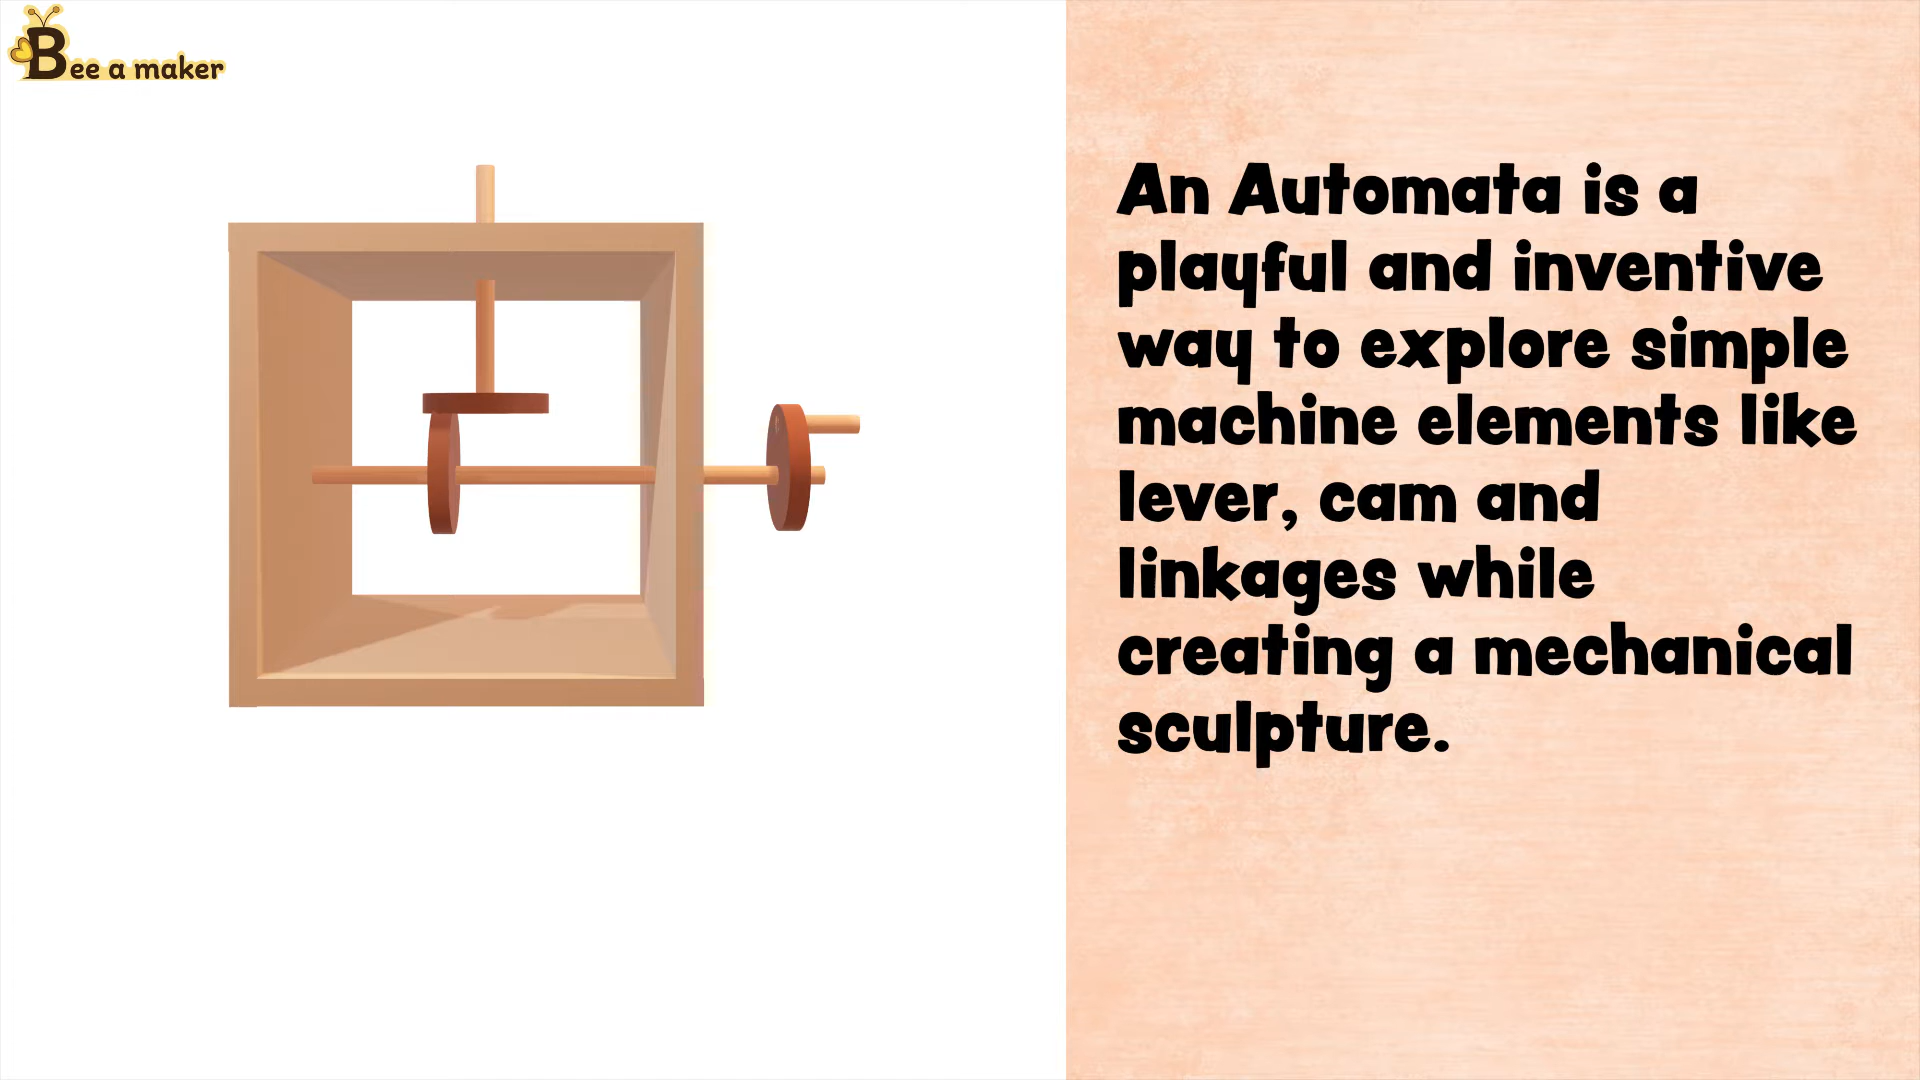 Bee a maker
An Automata is a
playful and inventive
way to explore simple
machine elements like
lever, cam and
linkages while
creating a mechanical
sculpture.